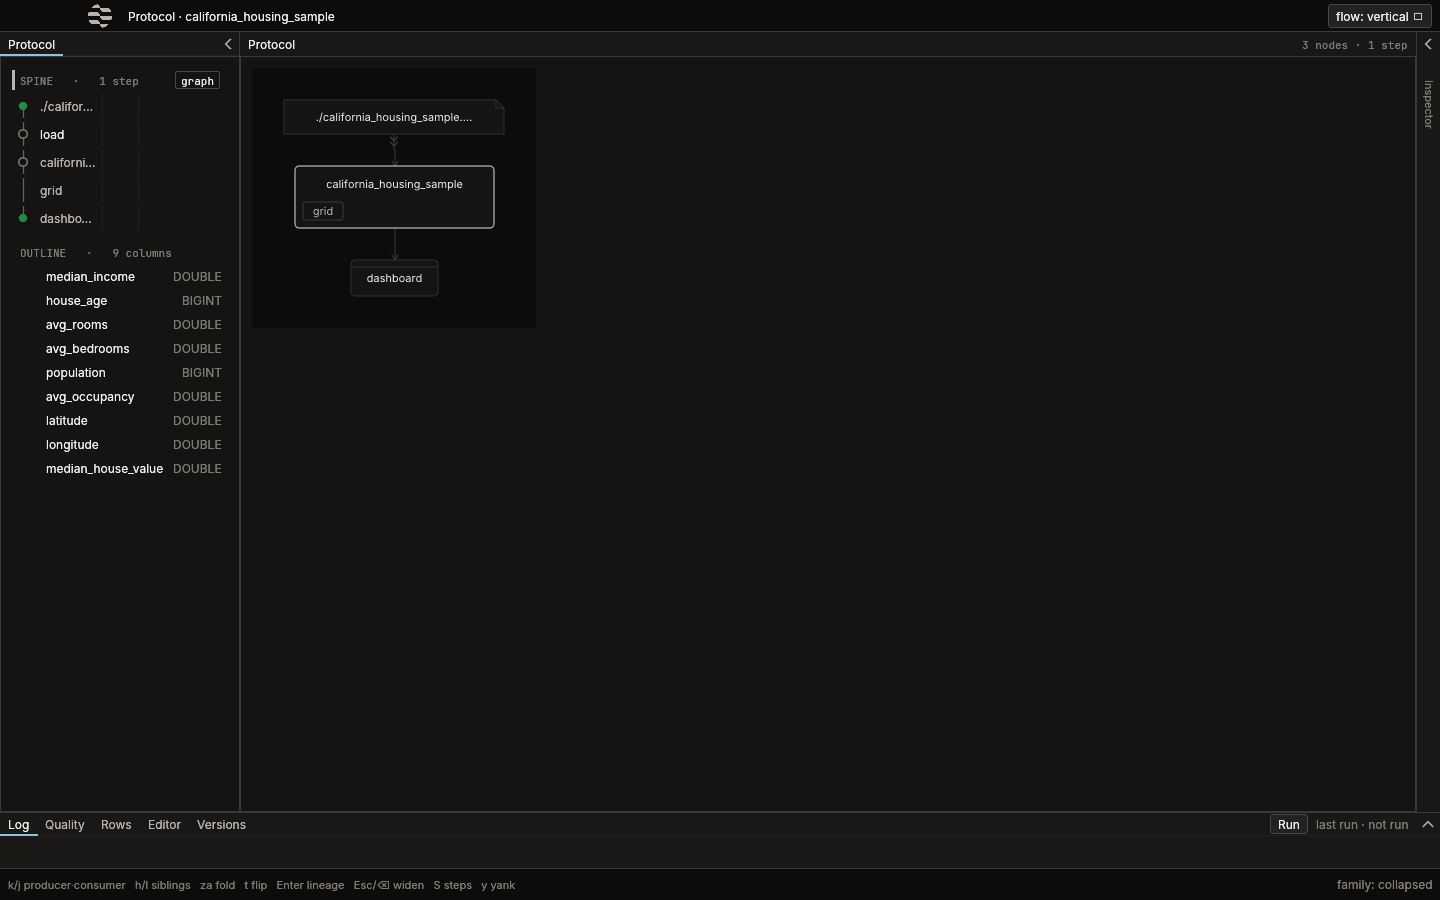 Protocol · california_housing_sample
flow: vertical
Protocol
Protocol
3 nodes · 1 step
SPINE · 1 step
graph
./califor...
load
californi...
grid
dashbo...
OUTLINE · 9 columns
median_income DOUBLE
house_age BIGINT
avg_rooms DOUBLE
avg_bedrooms DOUBLE
population BIGINT
avg_occupancy DOUBLE
latitude DOUBLE
longitude DOUBLE
median_house_value DOUBLE
./california_housing_sample....
california_housing_sample
grid
dashboard
Inspector
Log Quality Rows Editor Versions
Run last run · not run
k/j producer·consumer h/l siblings za fold t flip Enter lineage Esc/⌫ widen S steps y yank
family: collapsed